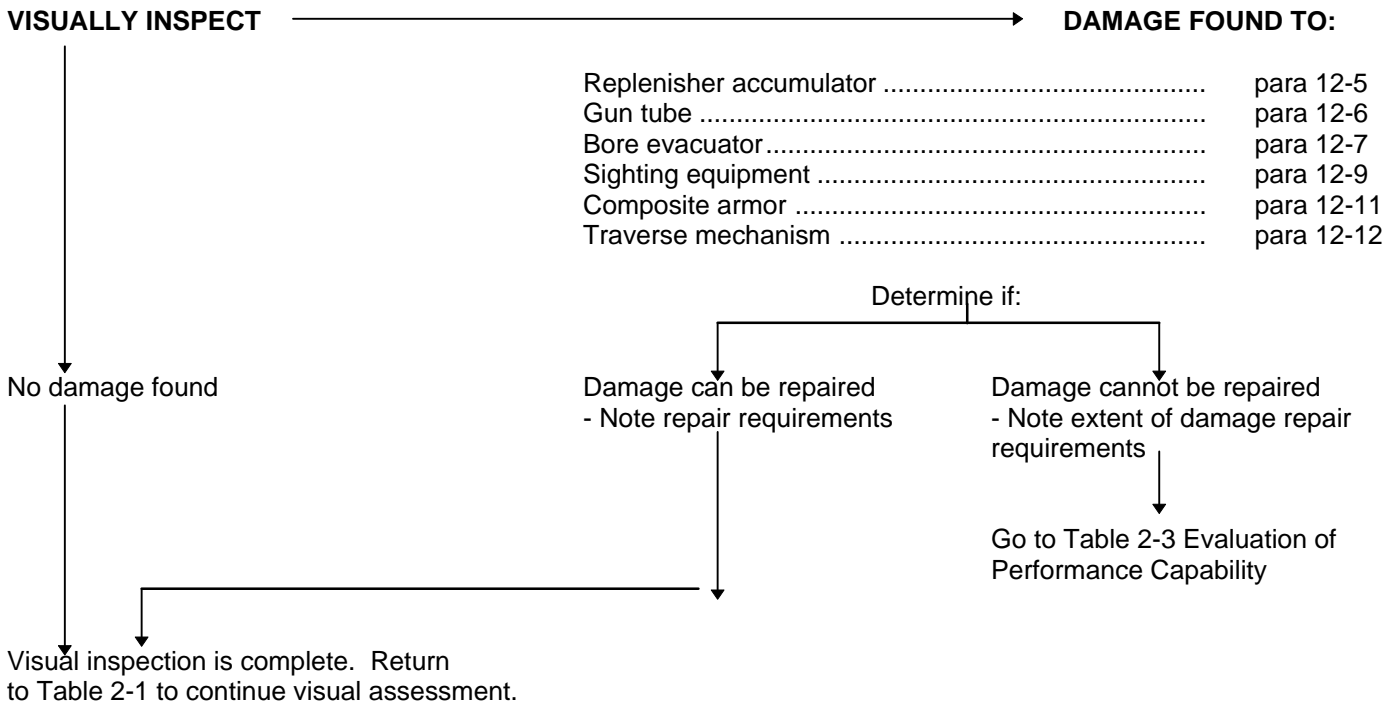 VISUALLY INSPECT DAMAGE FOUND TO:
Replenisher accumulator ............................................ para 12-5
Gun tube ..................................................................... para 12-6
Bore evacuator............................................................ para 12-7
Sighting equipment ..................................................... para 12-9
Composite armor ........................................................ para 12-11
Traverse mechanism .................................................. para 12-12
Determine if:
No damage found
Damage can be repaired
- Note repair requirements
Damage cannot be repaired
- Note extent of damage repair
requirements
Go to Table 2-3 Evaluation of
Performance Capability
Visual inspection is complete. Return
to Table 2-1 to continue visual assessment.